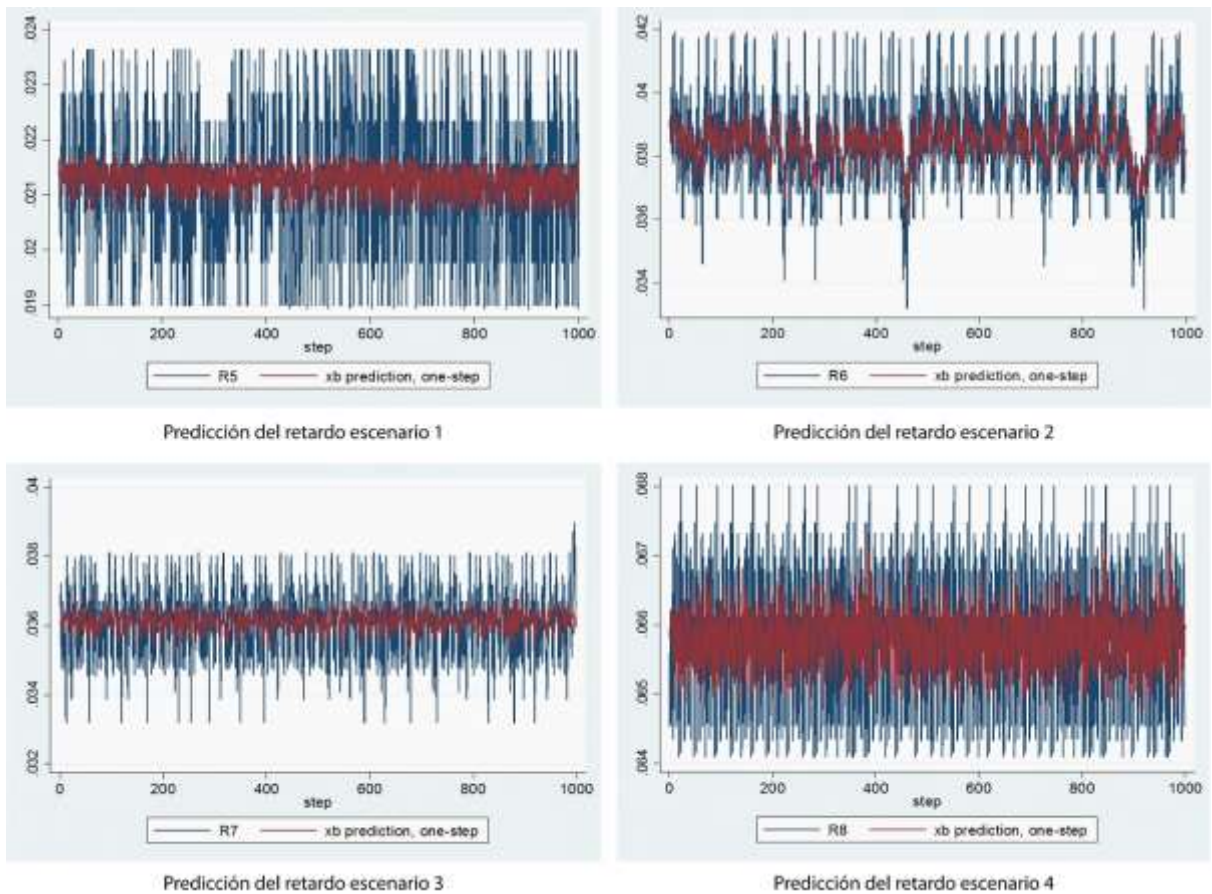 .024
.023
.022
.021
.02
.019
0 200 400 600 800 1000
step
R5 xb prediction, one-step
Predicción del retardo escenario 1
.042
.04
.038
.036
.034
0 200 400 600 800 1000
step
R6 xb prediction, one-step
Predicción del retardo escenario 2
.04
.038
.036
.034
.032
0 200 400 600 800 1000
step
R7 xb prediction, one-step
Predicción del retardo escenario 3
.068
.067
.066
.065
.064
0 200 400 600 800 1000
step
R8 xb prediction, one-step
Predicción del retardo escenario 4